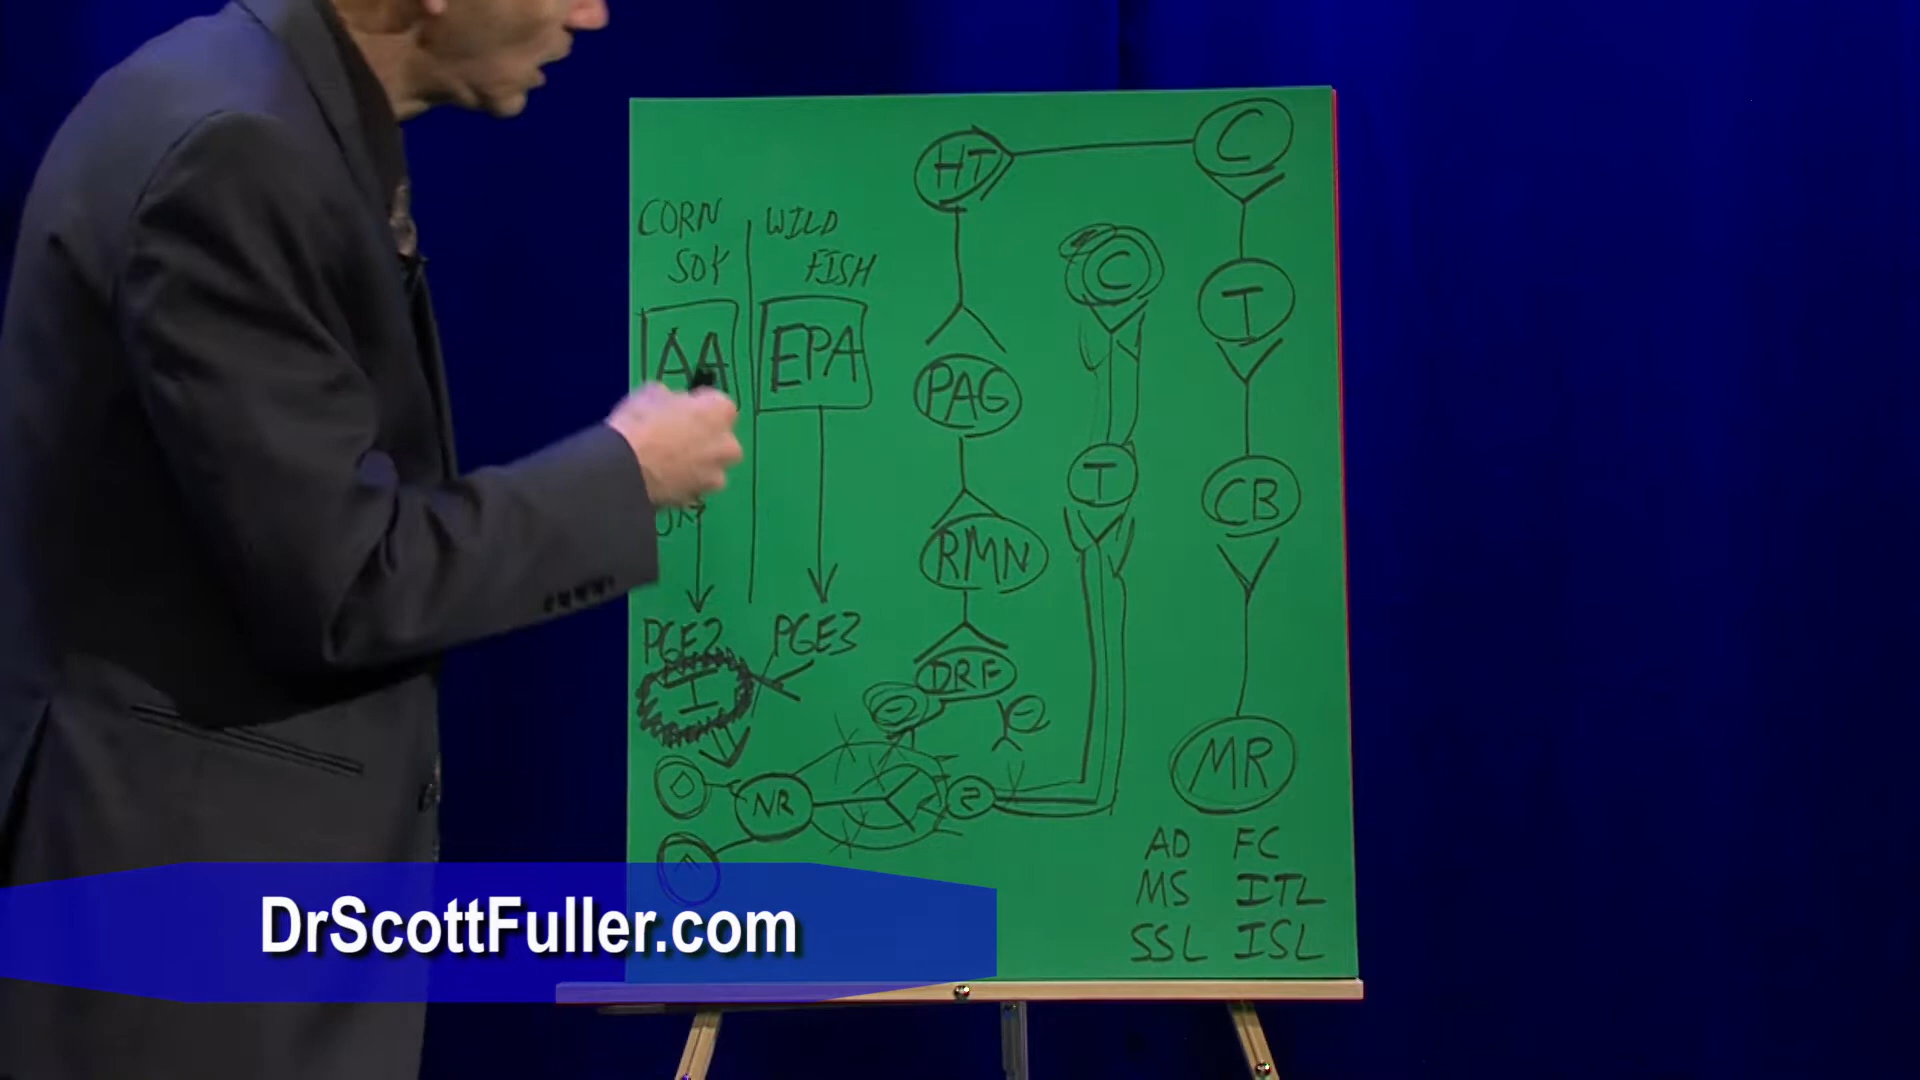 HT
C
CORN
SOY
WILD
FISH
C
T
AA
EPA
PAG
T
CB
RMN
PGE2
PGE3
DRF
I
-
-
NR
2
MR
AD FC
MS ITL
SSL ISL
DrScottFuller.com